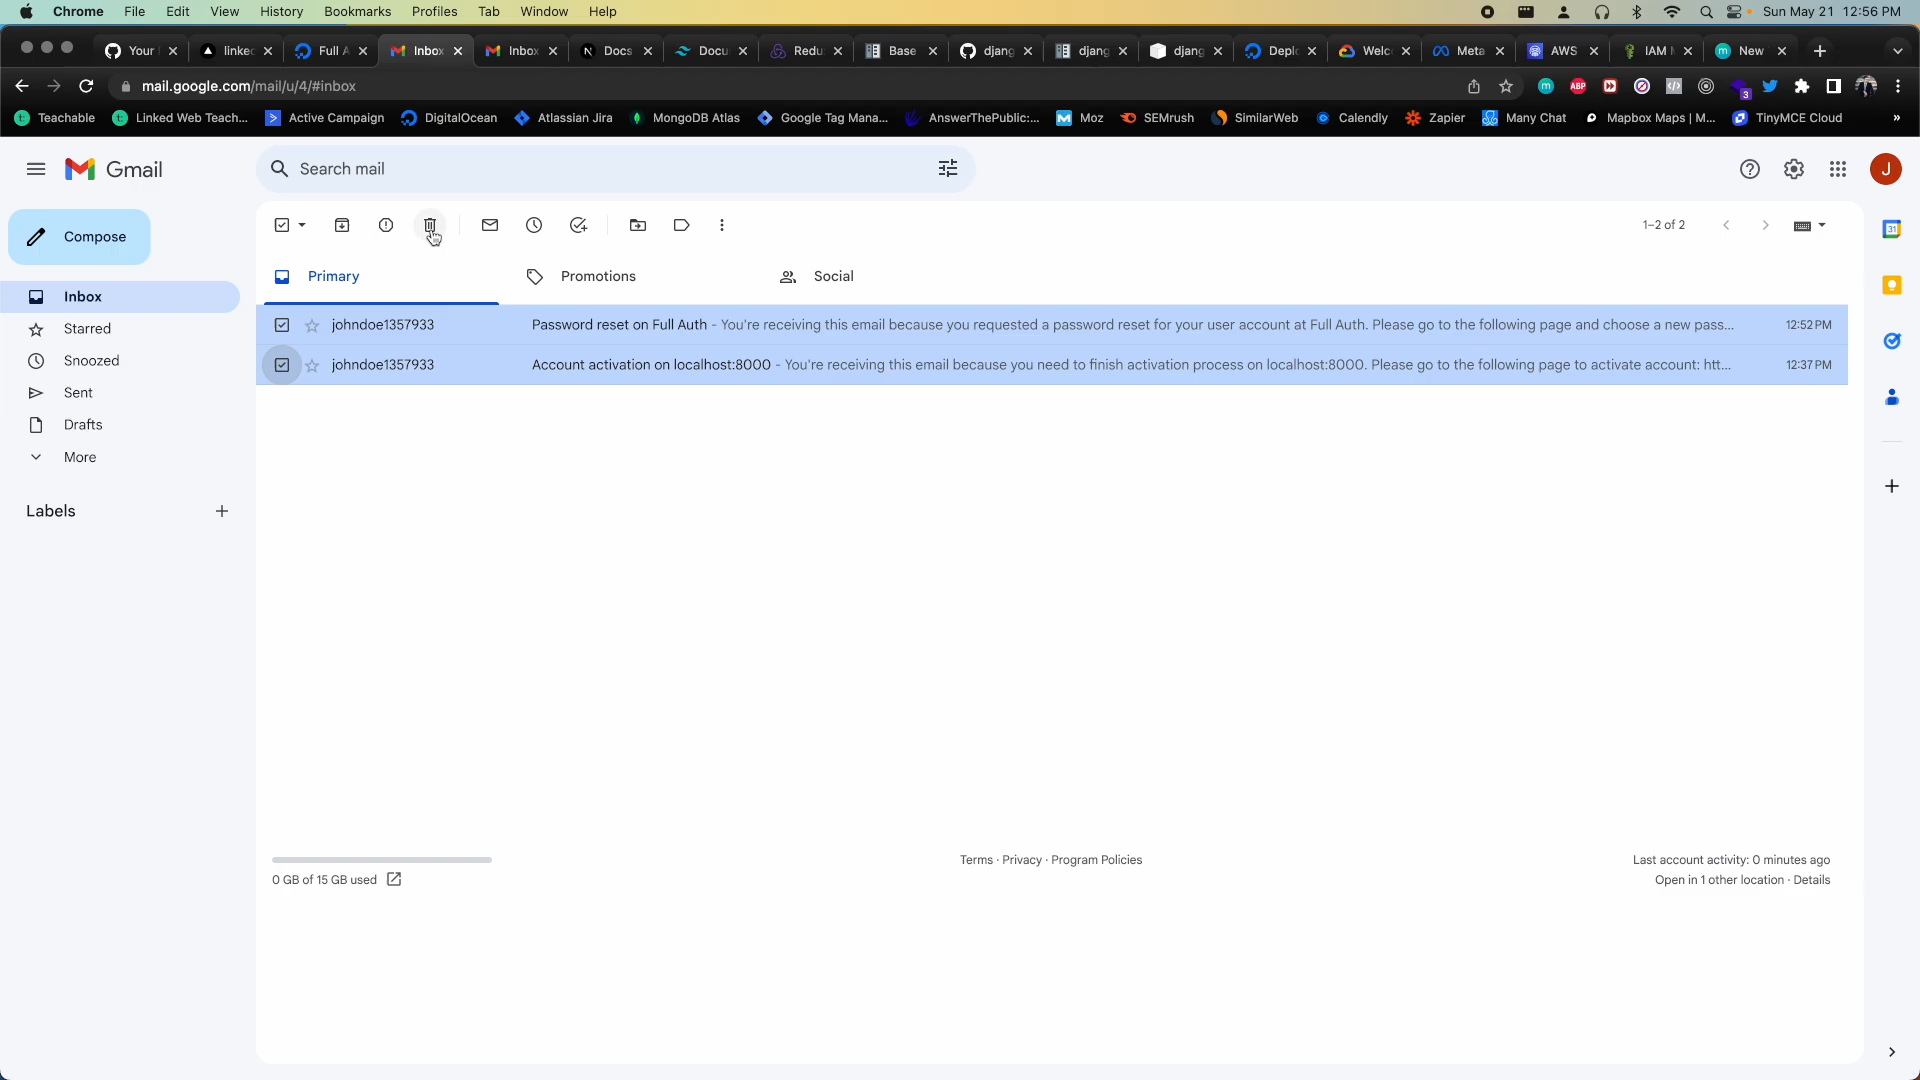 Chrome File Edit View History Bookmarks Profiles Tab Window Help Sun May 21 12:56 PM
Your linked Full A Inbox Inbox Docs Docu Redu Base djang djang djang Deplo Welc Meta AWS IAM New
mail.google.com/mail/u/4/#inbox ABP 3
Teachable Linked Web Teach... Active Campaign DigitalOcean Atlassian Jira MongoDB Atlas Google Tag Mana... AnswerThePublic:... Moz SEMrush SimilarWeb Calendly Zapier Many Chat Mapbox Maps | M... TinyMCE Cloud »
Gmail Search mail J
Compose
1–2 of 2
31
Primary Promotions Social
Inbox
Starred
Snoozed
Sent
Drafts
More
Labels
johndoe1357933 Password reset on Full Auth - You're receiving this email because you requested a password reset for your user account at Full Auth. Please go to the following page and choose a new pass... 12:52 PM
johndoe1357933 Account activation on localhost:8000 - You're receiving this email because you need to finish activation process on localhost:8000. Please go to the following page to activate account: htt... 12:37 PM
0 GB of 15 GB used
Terms · Privacy · Program Policies
Last account activity: 0 minutes ago
Open in 1 other location · Details